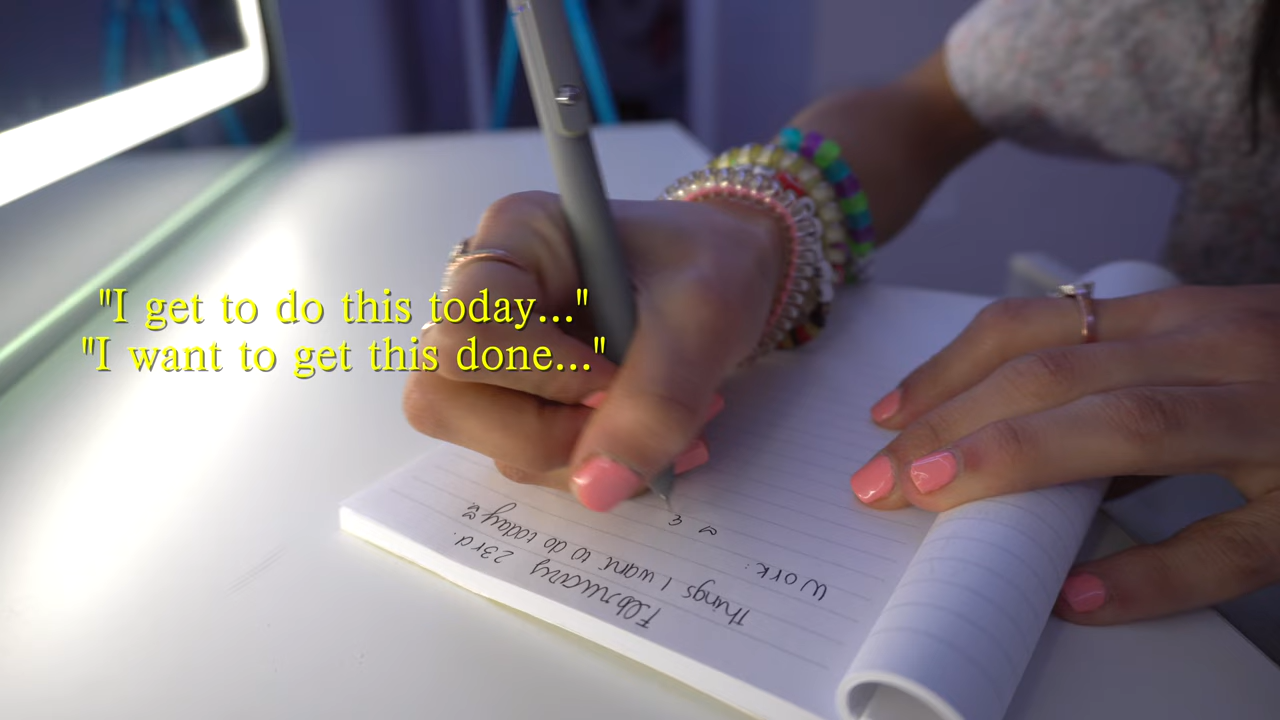 "I get to do this today..."
"I want to get this done..."
February 23rd.
Things I want to do today
Work: